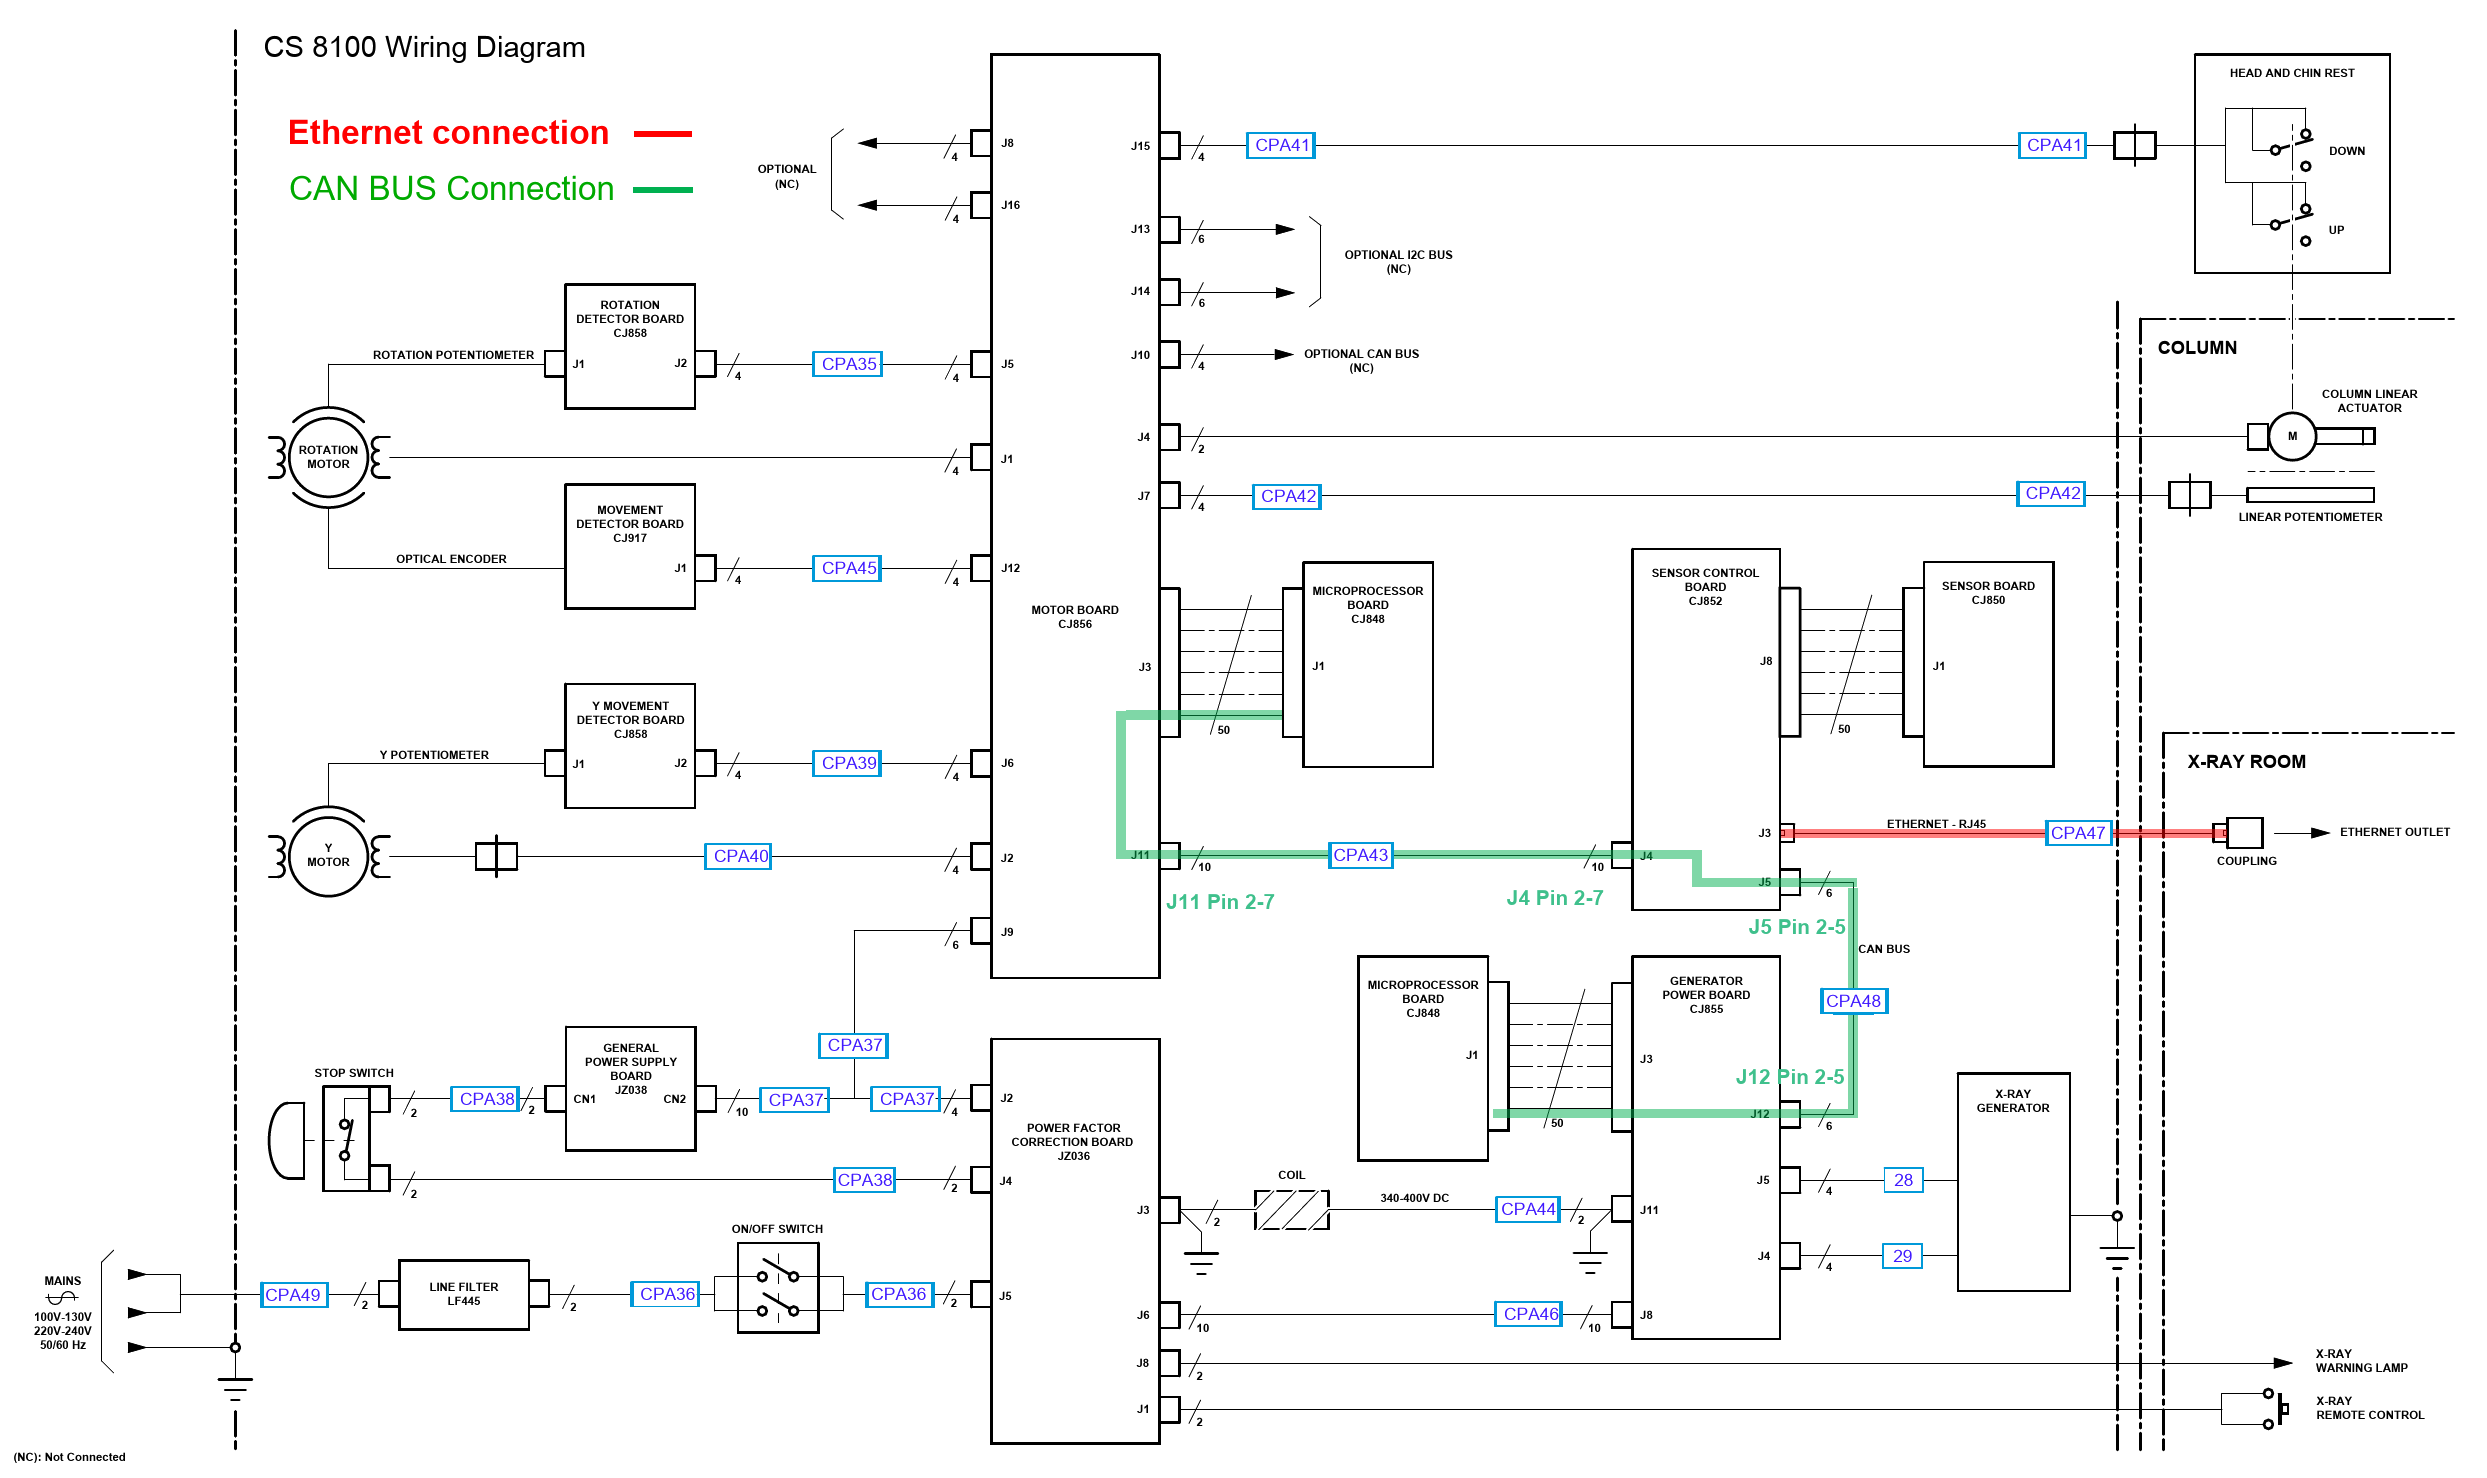 CS 8100 Wiring Diagram
Ethernet connection
CAN BUS Connection
OPTIONAL
(NC)
4
J8
4
J16
J15
4
CPA41
CPA41
HEAD AND CHIN REST
DOWN
UP
J13
6
J14
6
OPTIONAL I2C BUS
(NC)
J10
4
OPTIONAL CAN BUS
(NC)
ROTATION
DETECTOR BOARD
CJ858
ROTATION POTENTIOMETER
J1
J2
4
CPA35
4
J5
COLUMN
COLUMN LINEAR
ACTUATOR
M
J4
2
ROTATION
MOTOR
4
J1
J7
4
CPA42
CPA42
LINEAR POTENTIOMETER
MOVEMENT
DETECTOR BOARD
CJ917
OPTICAL ENCODER
J1
4
CPA45
4
J12
MOTOR BOARD
CJ856
J3
50
MICROPROCESSOR
BOARD
CJ848
J1
SENSOR CONTROL
BOARD
CJ852
J8
50
SENSOR BOARD
CJ850
J1
Y MOVEMENT
DETECTOR BOARD
CJ858
Y POTENTIOMETER
J1
J2
4
CPA39
4
J6
X-RAY ROOM
J3
ETHERNET - RJ45
CPA47
COUPLING
ETHERNET OUTLET
Y
MOTOR
CPA40
4
J2
J11
10
CPA43
10
J4
J5
6
J11 Pin 2-7
J4 Pin 2-7
J5 Pin 2-5
CAN BUS
6
J9
CPA37
MICROPROCESSOR
BOARD
CJ848
J1
50
GENERATOR
POWER BOARD
CJ855
J3
CPA48
J12 Pin 2-5
J12
6
STOP SWITCH
2
CPA38
2
GENERAL
POWER SUPPLY
BOARD
JZ038
CN1
CN2
10
CPA37
CPA37
4
J2
POWER FACTOR
CORRECTION BOARD
JZ036
X-RAY
GENERATOR
2
CPA38
2
J4
J3
2
COIL
340-400V DC
CPA44
2
J11
J5
4
28
J4
4
29
ON/OFF SWITCH
MAINS
100V-130V
220V-240V
50/60 Hz
CPA49
2
LINE FILTER
LF445
2
CPA36
CPA36
2
J5
J6
10
CPA46
10
J8
J8
2
X-RAY
WARNING LAMP
J1
2
X-RAY
REMOTE CONTROL
(NC): Not Connected